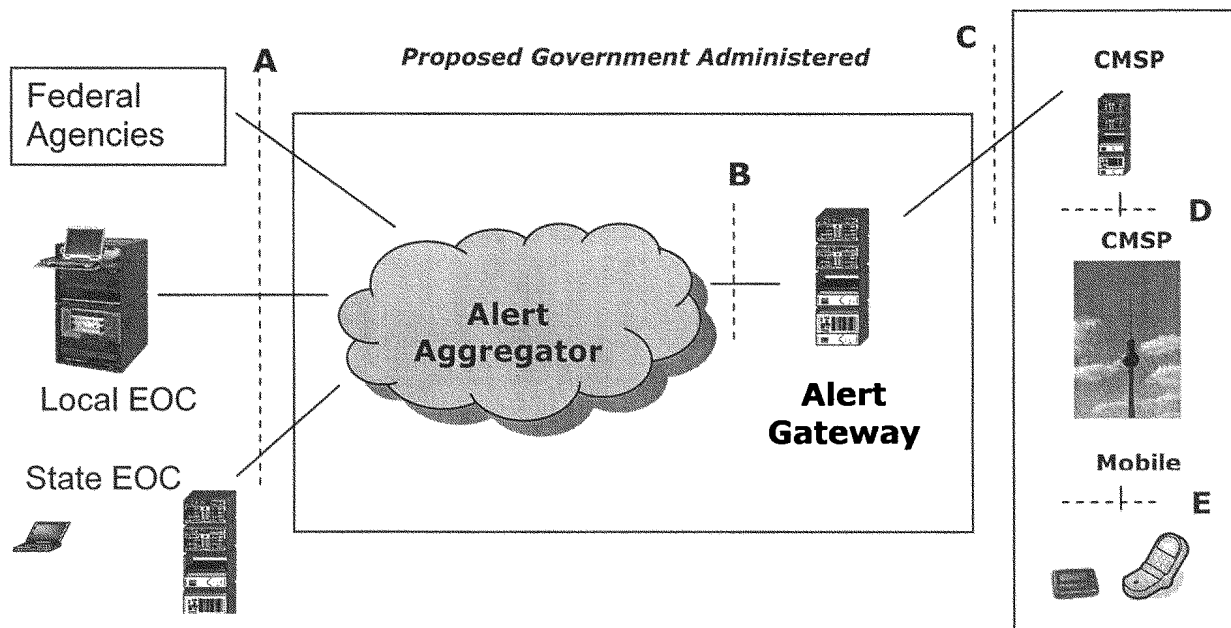 A
Proposed Government Administered
C
CMSP
Federal
Agencies
B
D
CMSP
Alert
Aggregator
Local EOC
Alert
Gateway
State EOC
Mobile
E